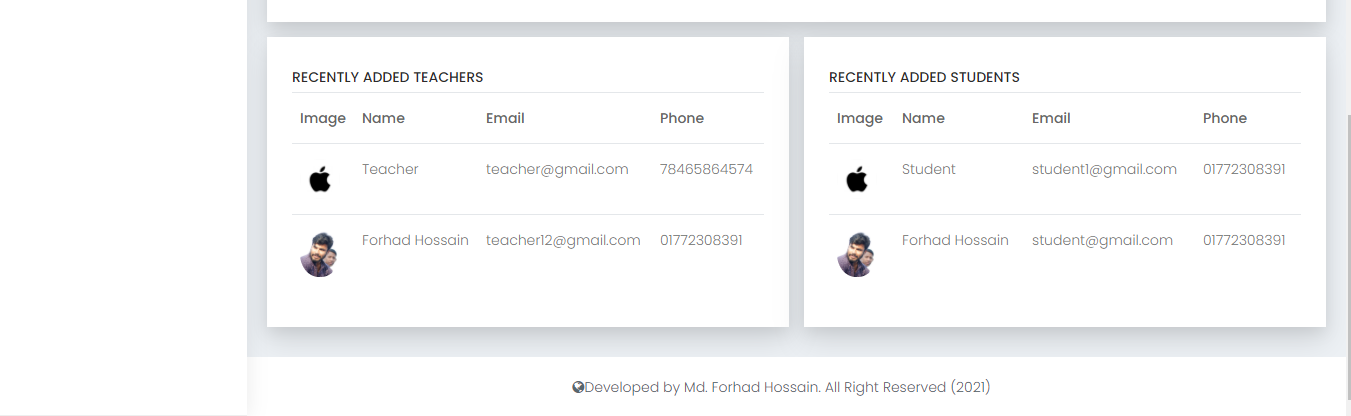 RECENTLY ADDED TEACHERS
Image Name Email Phone
Teacher teacher@gmail.com 78465864574
Forhad Hossain teacher12@gmail.com 01772308391
RECENTLY ADDED STUDENTS
Image Name Email Phone
Student student1@gmail.com 01772308391
Forhad Hossain student@gmail.com 01772308391
Developed by Md. Forhad Hossain. All Right Reserved (2021)